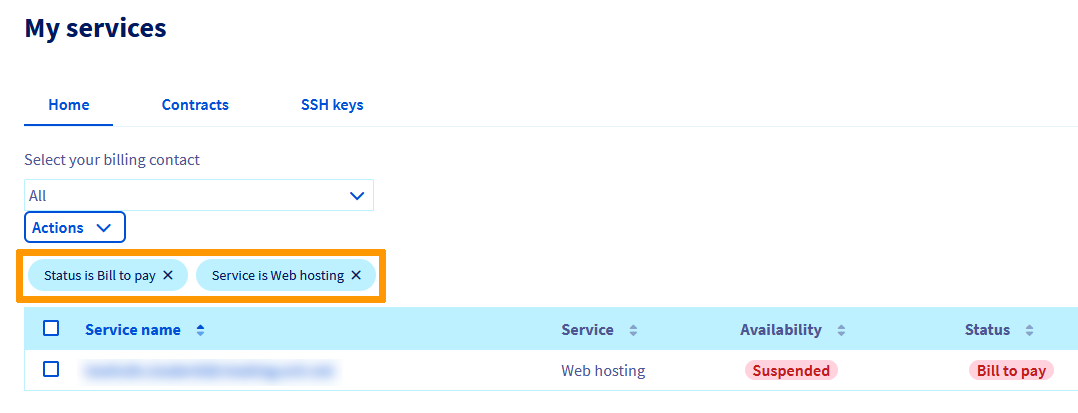 My services
Home Contracts SSH keys
Select your billing contact
All
Actions
Status is Bill to pay × Service is Web hosting ×
Service name Service Availability Status
Web hosting Suspended Bill to pay